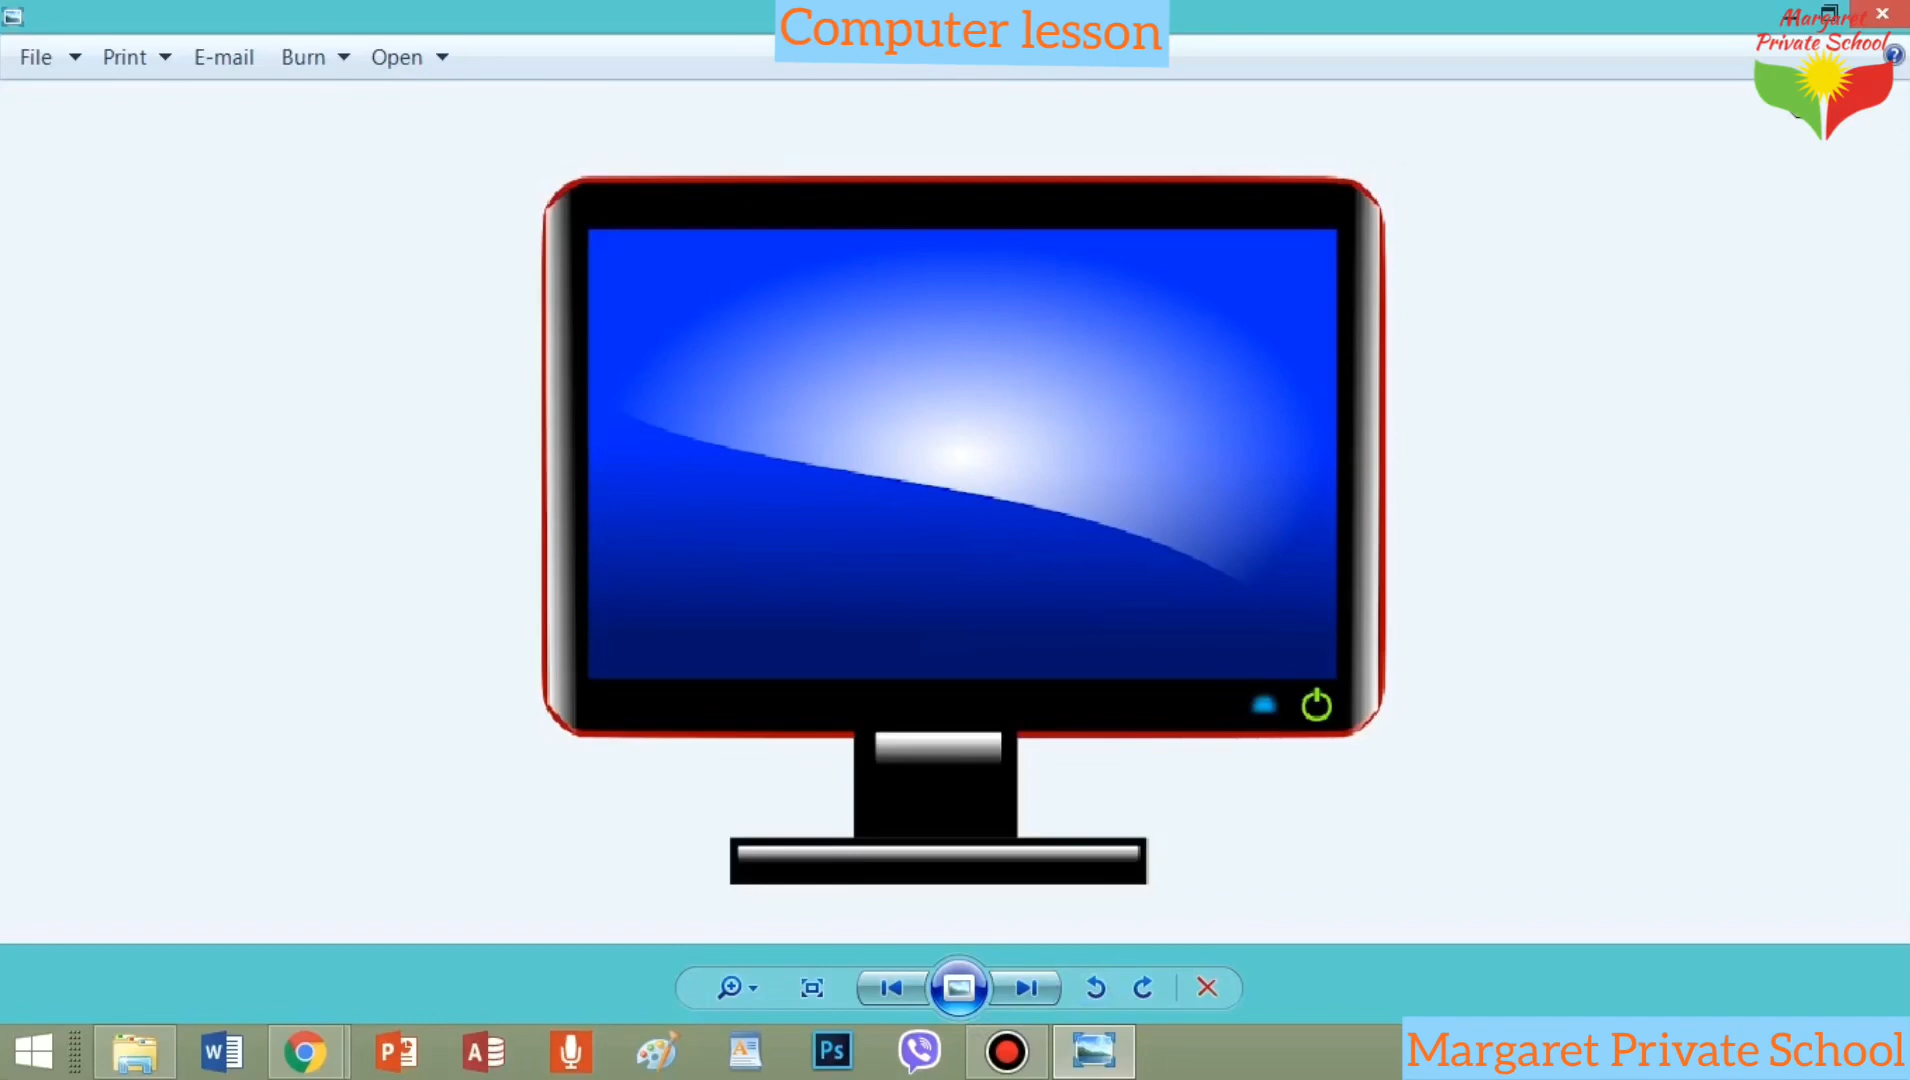 Computer lesson
Margaret
Private School
File Print E-mail Burn Open
?
W P A A Ps
Margaret Private School